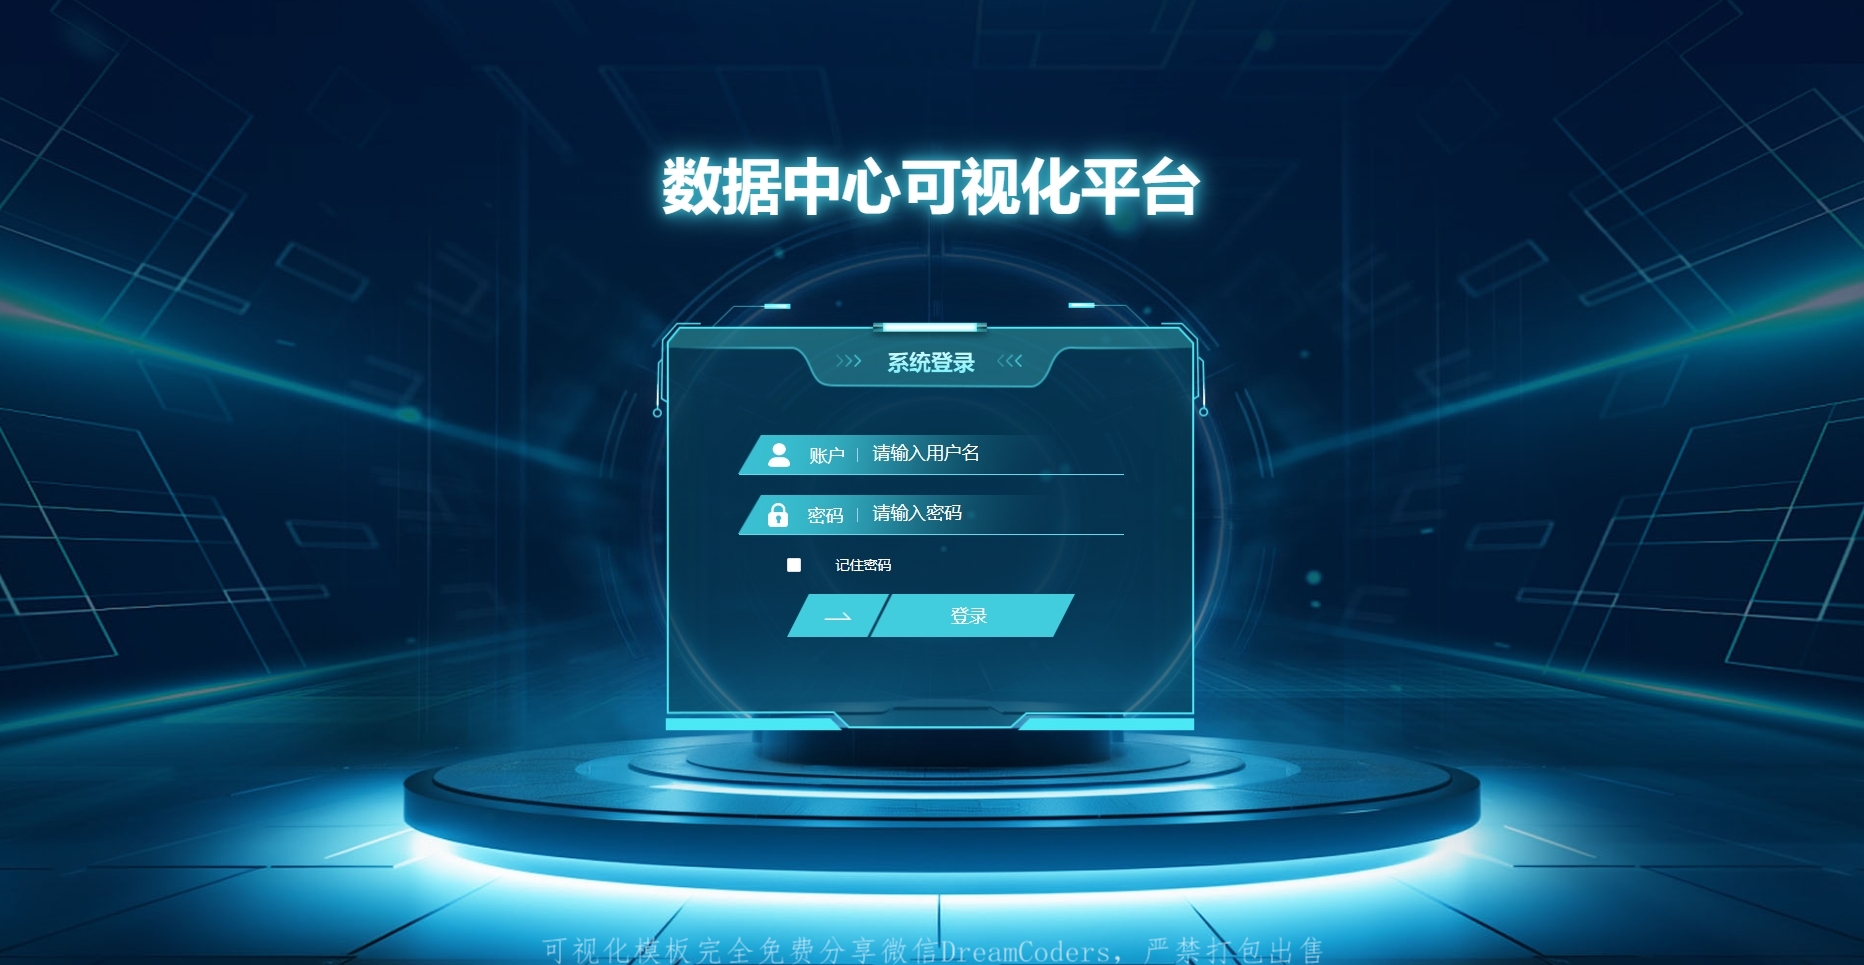 数据中心可视化平台
系统登录
账户 请输入用户名
密码 请输入密码
记住密码
登录
可视化模板完全免费分享微信DreamCoders，严禁打包出售